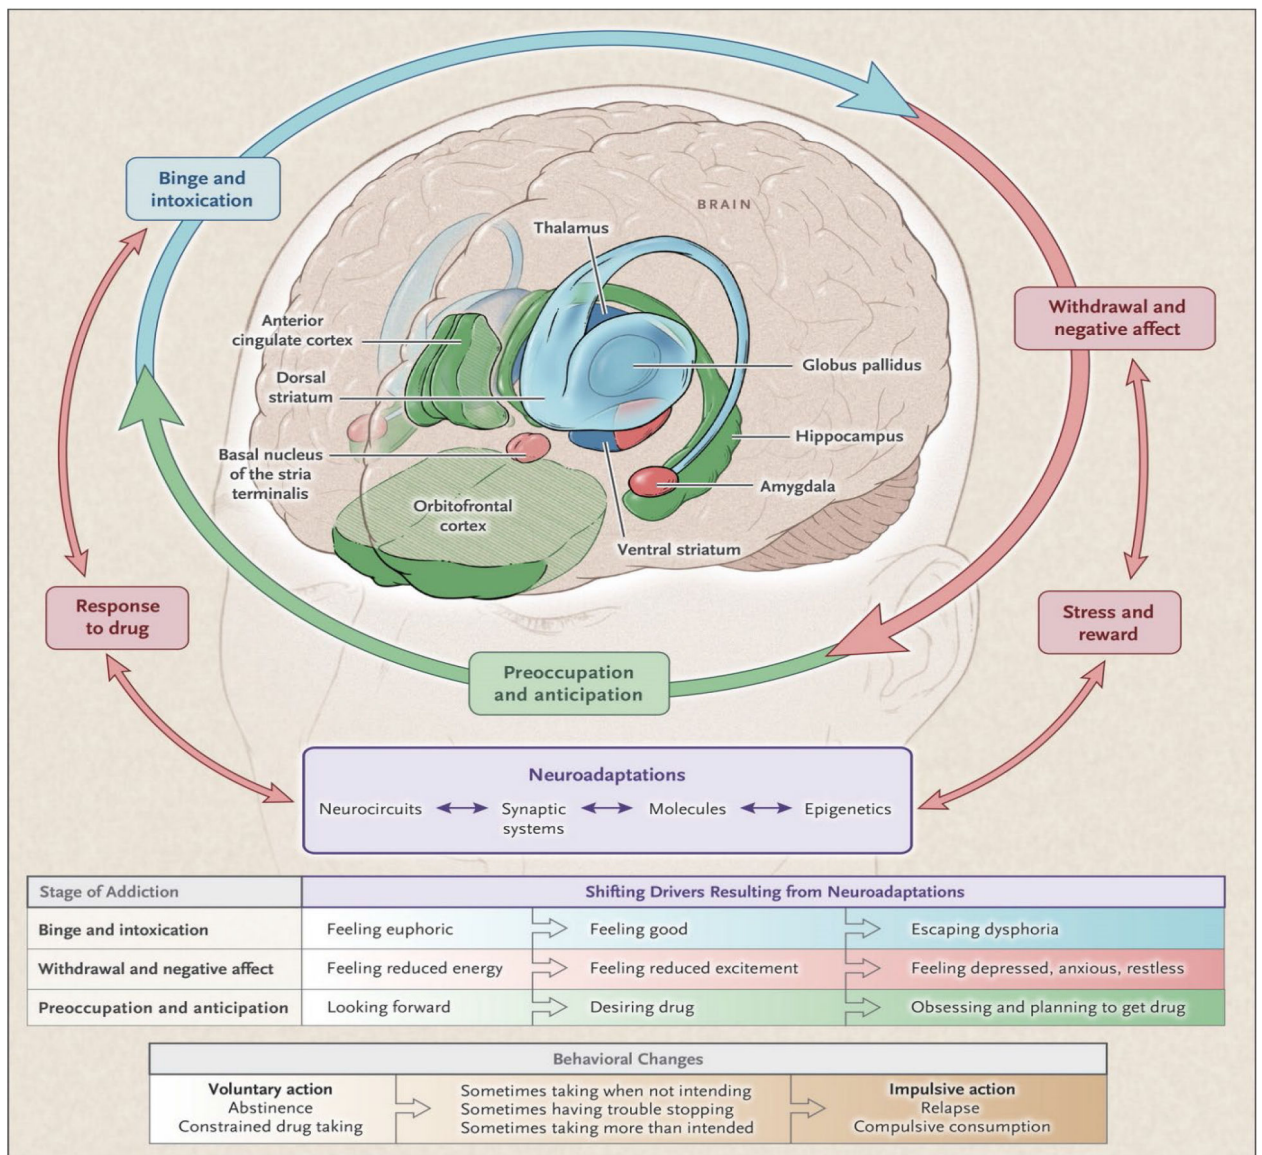 Binge and
intoxication
BRAIN
Thalamus
Withdrawal and
negative affect
Anterior
cingulate cortex
Globus pallidus
Dorsal
striatum
Hippocampus
Basal nucleus
of the stria
terminalis
Amygdala
Orbitofrontal
cortex
Ventral striatum
Response
to drug
Stress and
reward
Preoccupation
and anticipation
Neuroadaptations
Neurocircuits
Synaptic
systems
Molecules
Epigenetics
Stage of Addiction
Shifting Drivers Resulting from Neuroadaptations
Binge and intoxication
Feeling euphoric
Feeling good
Escaping dysphoria
Withdrawal and negative affect
Feeling reduced energy
Feeling reduced excitement
Feeling depressed, anxious, restless
Preoccupation and anticipation
Looking forward
Desiring drug
Obsessing and planning to get drug
Behavioral Changes
Voluntary action
Abstinence
Constrained drug taking
Sometimes taking when not intending
Sometimes having trouble stopping
Sometimes taking more than intended
Impulsive action
Relapse
Compulsive consumption